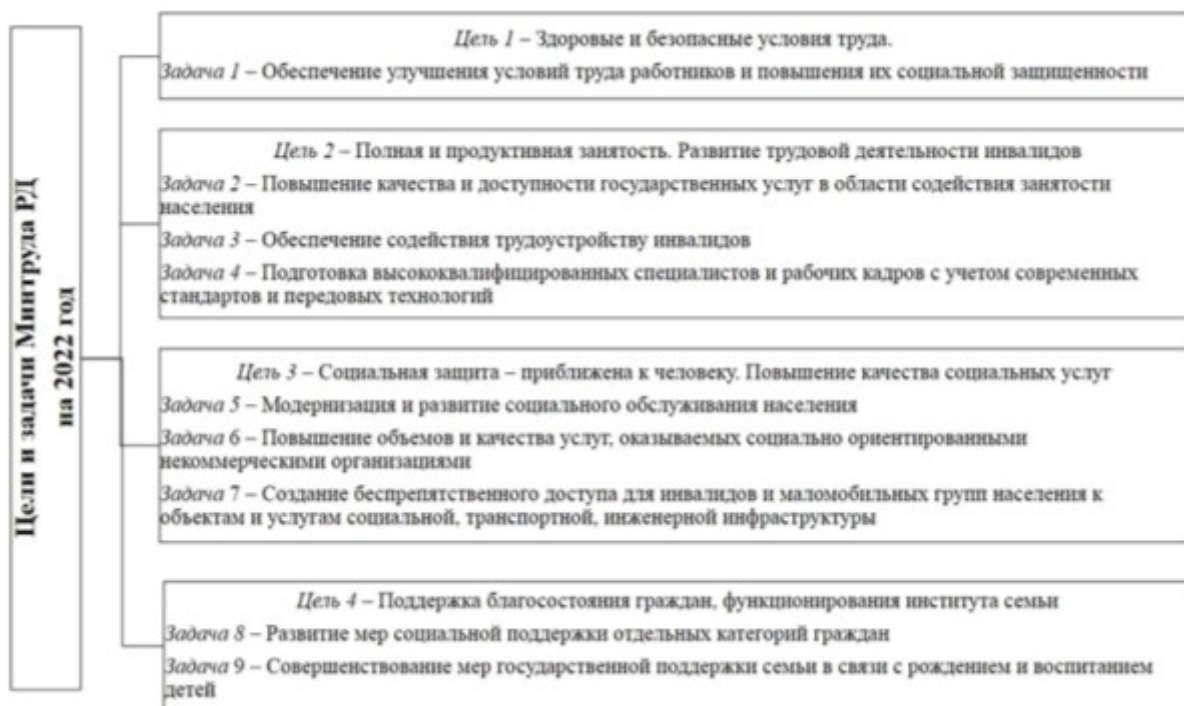 Цели и задачи Минтруда РД
на 2022 год
Цель 1 – Здоровые и безопасные условия труда.
Задача 1 – Обеспечение улучшения условий труда работников и повышения их социальной защищенности
Цель 2 – Полная и продуктивная занятость. Развитие трудовой деятельности инвалидов
Задача 2 – Повышение качества и доступности государственных услуг в области содействия занятости
населения
Задача 3 – Обеспечение содействия трудоустройству инвалидов
Задача 4 – Подготовка высококвалифицированных специалистов и рабочих кадров с учетом современных
стандартов и передовых технологий
Цель 3 – Социальная защита – приближена к человеку. Повышение качества социальных услуг
Задача 5 – Модернизация и развитие социального обслуживания населения
Задача 6 – Повышение объемов и качества услуг, оказываемых социально ориентированными
некоммерческими организациями
Задача 7 – Создание беспрепятственного доступа для инвалидов и маломобильных групп населения к
объектам и услугам социальной, транспортной, инженерной инфраструктуры
Цель 4 – Поддержка благосостояния граждан, функционирования института семьи
Задача 8 – Развитие мер социальной поддержки отдельных категорий граждан
Задача 9 – Совершенствование мер государственной поддержки семьи в связи с рождением и воспитанием
детей